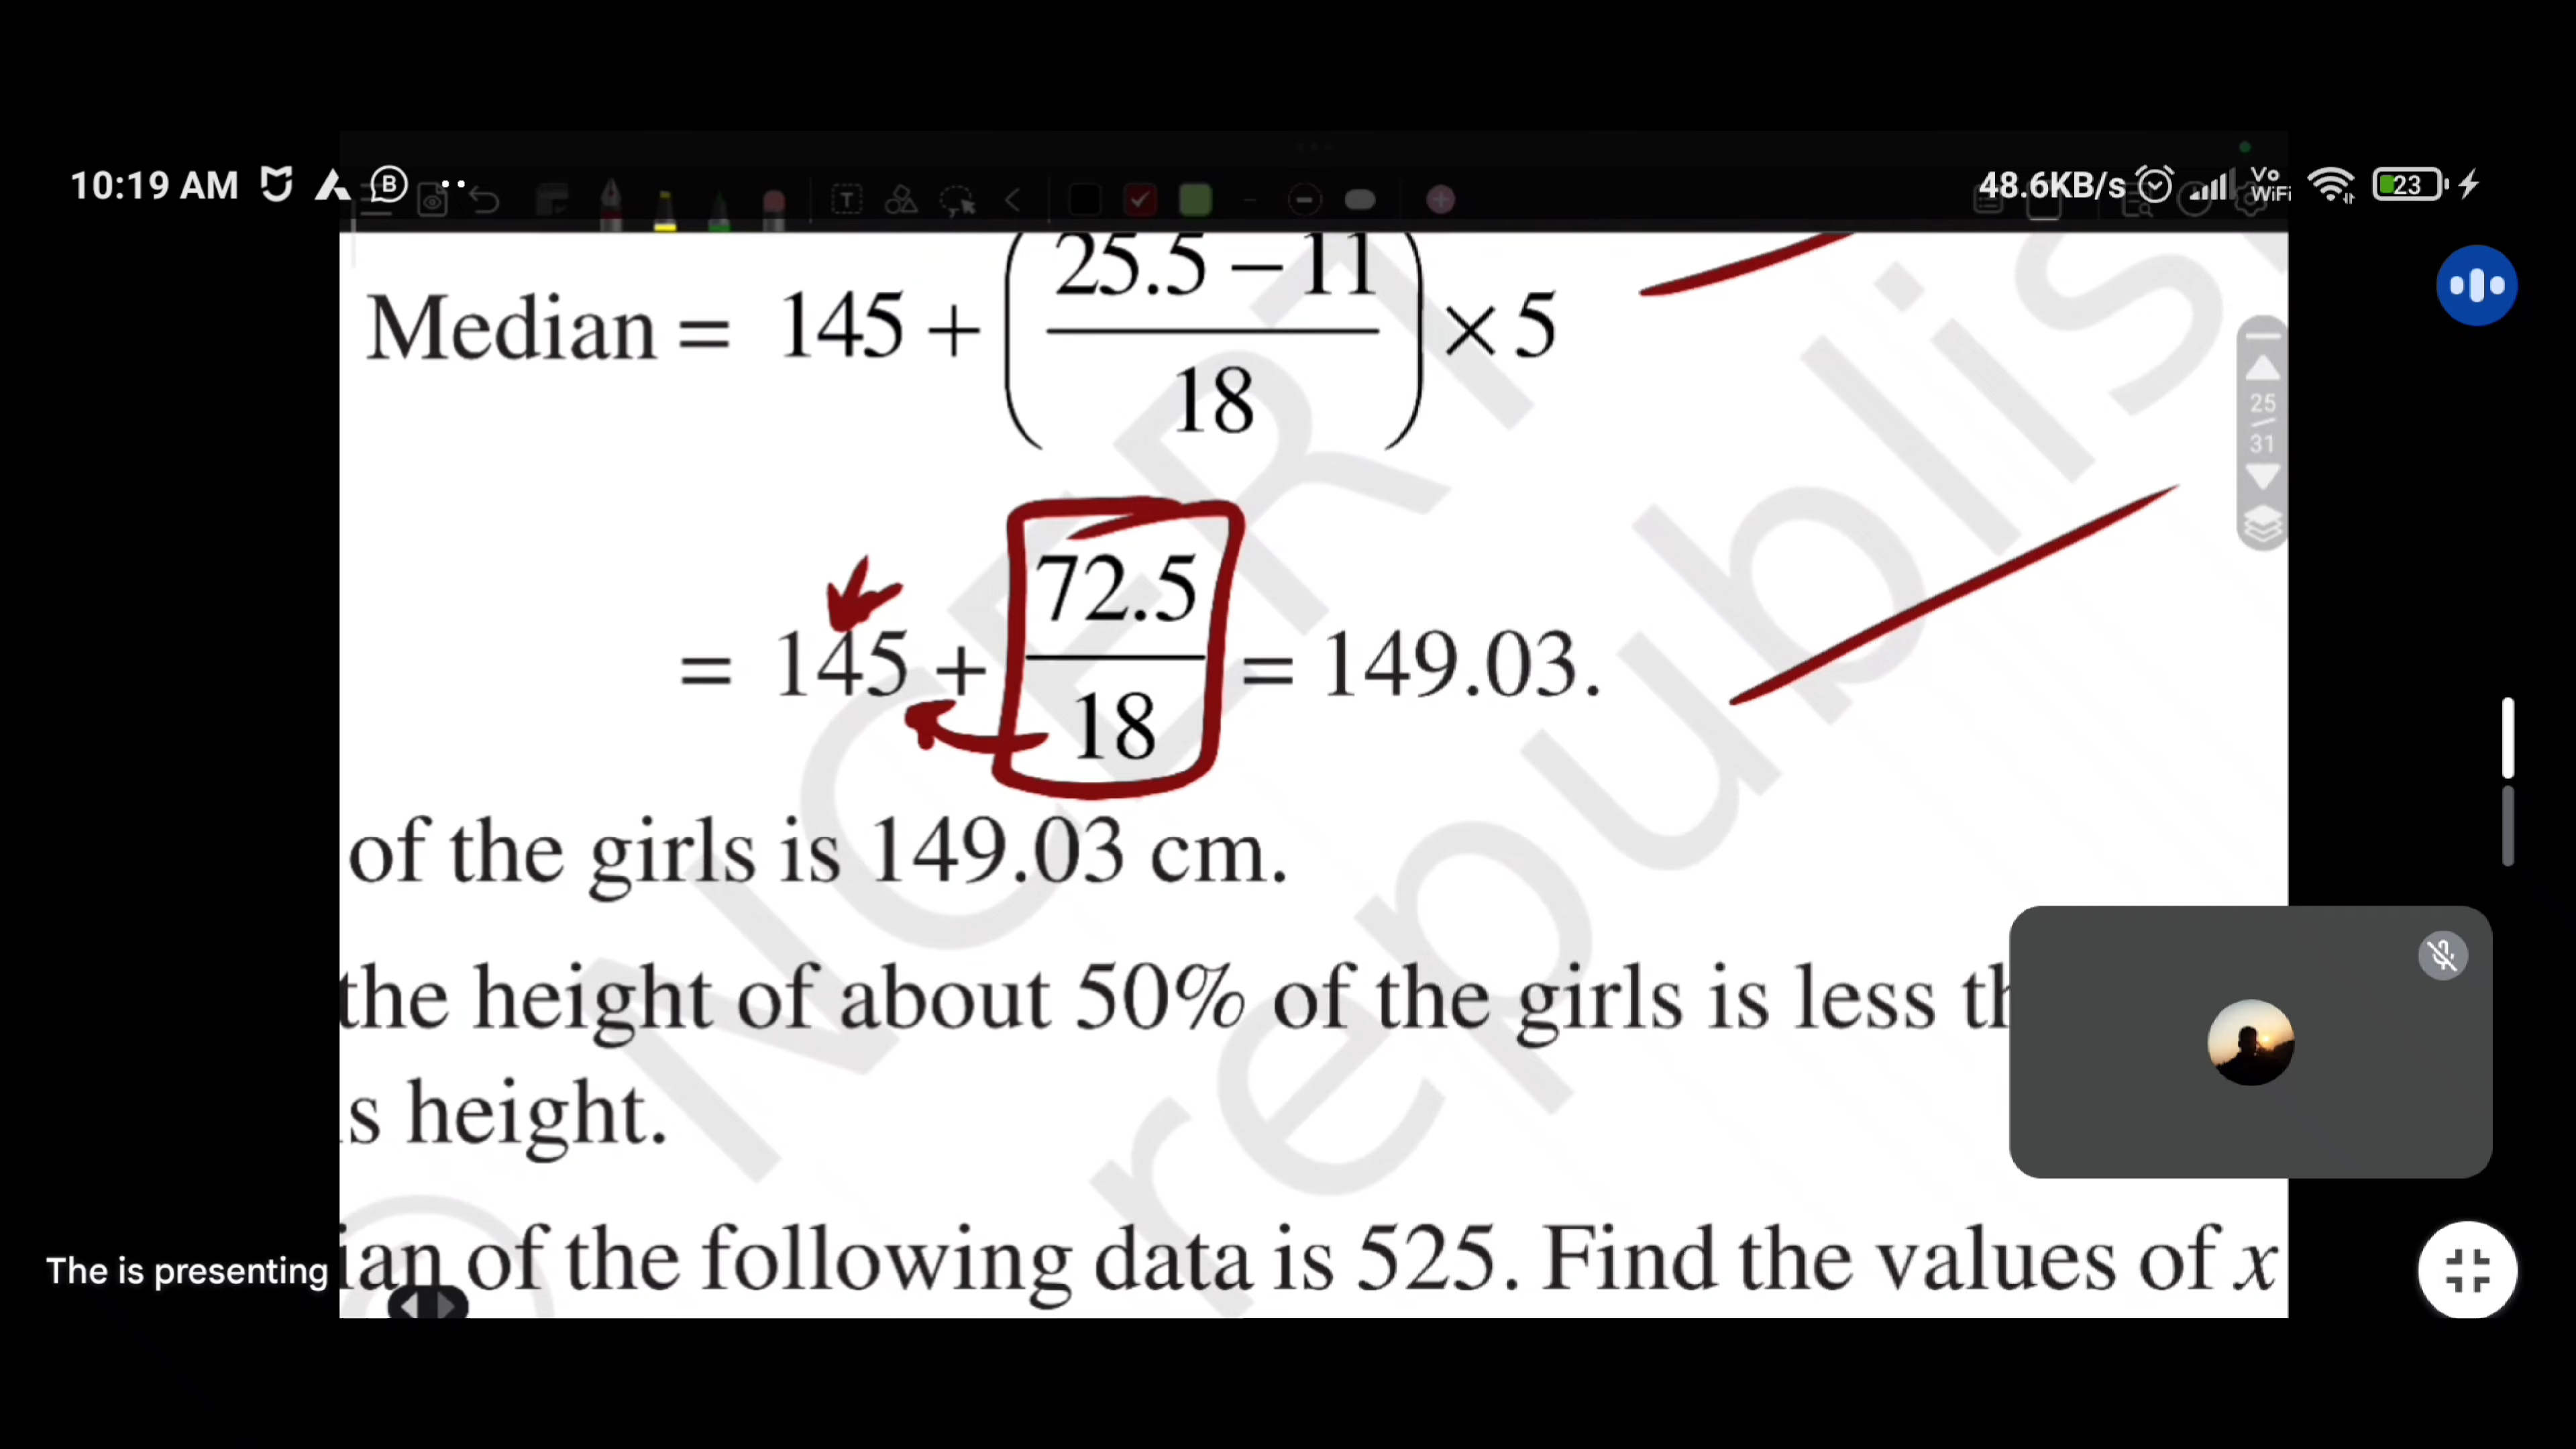 10:19 AM
48.6KB/s Vo WiFi 23
Median = 145 + ( 25.5 – 11 / 18 ) × 5
25
31
= 145 + 72.5 / 18 = 149.03.
of the girls is 149.03 cm.
the height of about 50% of the girls is less th
s height.
ian of the following data is 525. Find the values of x
The is presenting
NCERT
republis